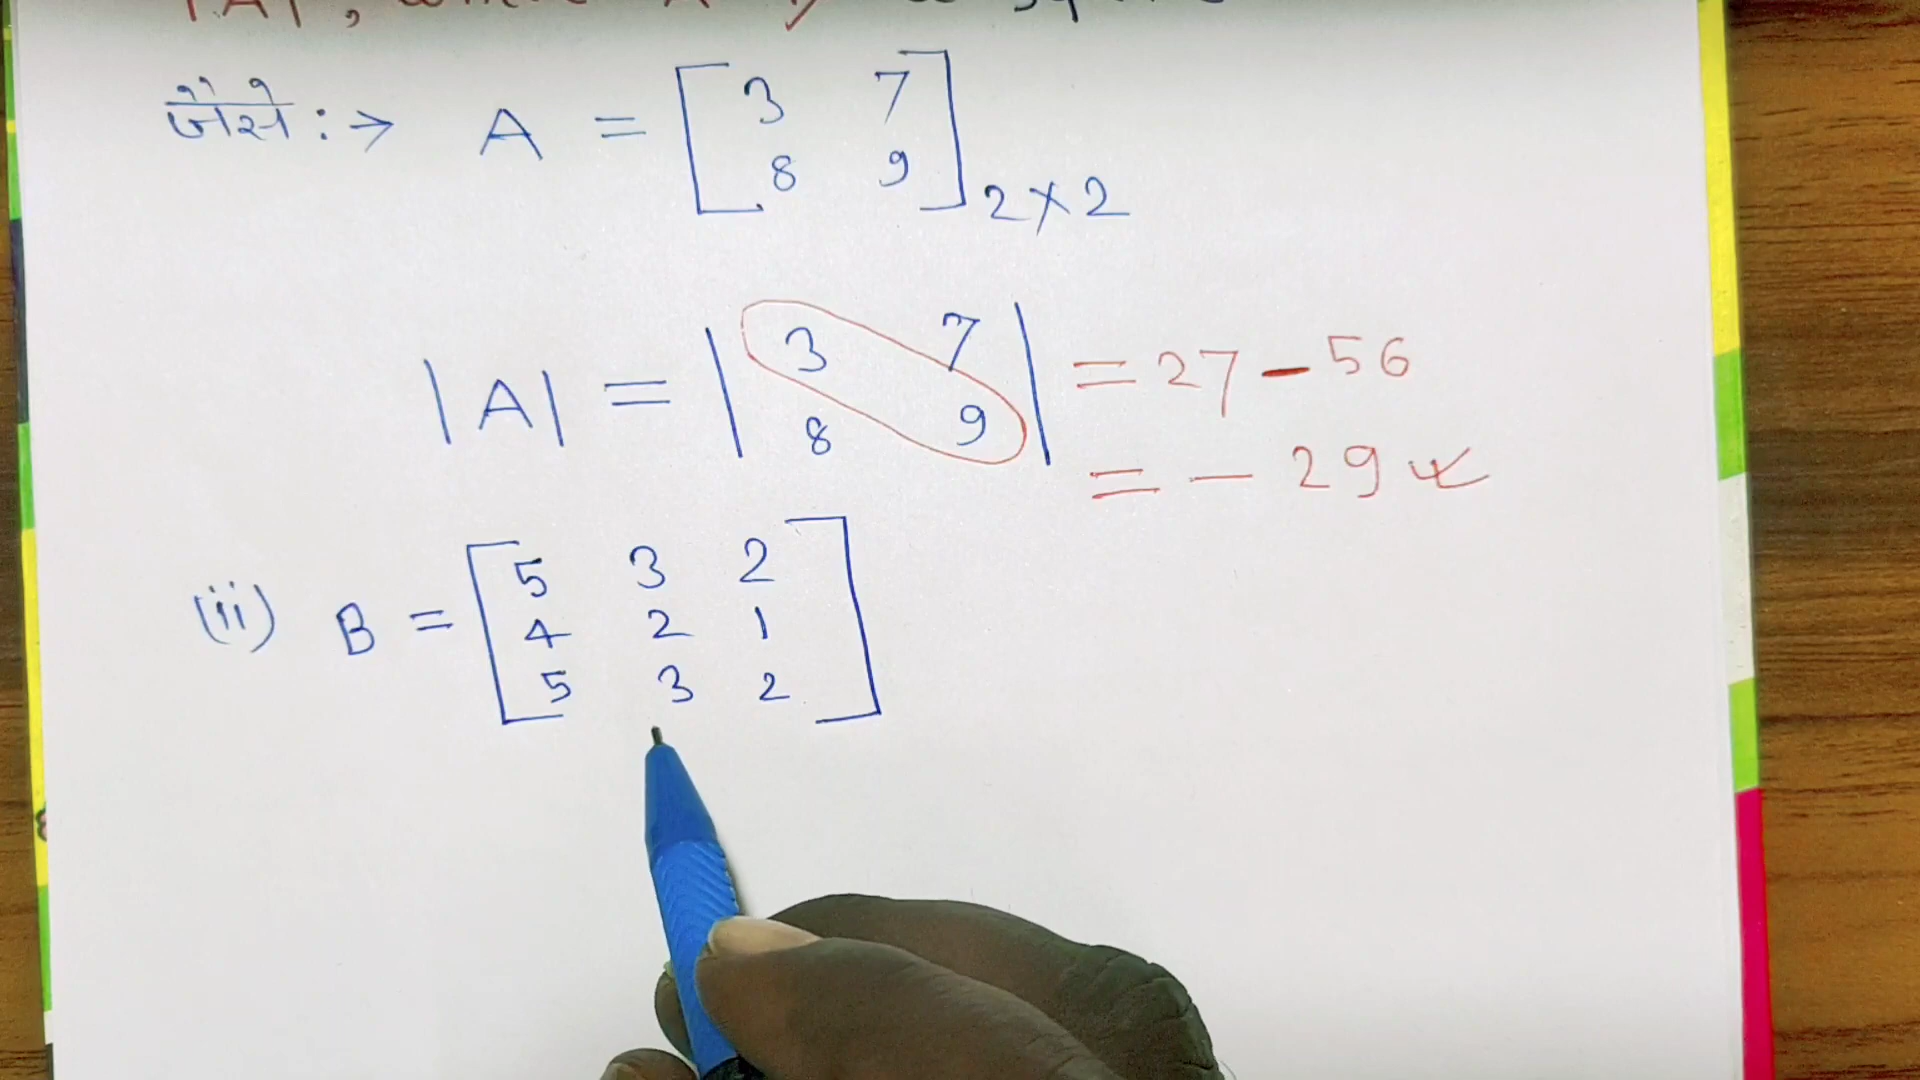 |A|,
जैसे :→ A = [3 7
8 9]2×2
|A| = |3 7
8 9| = 27 - 56
= - 29
(ii) B = [5 3 2
4 2 1
5 3 2]